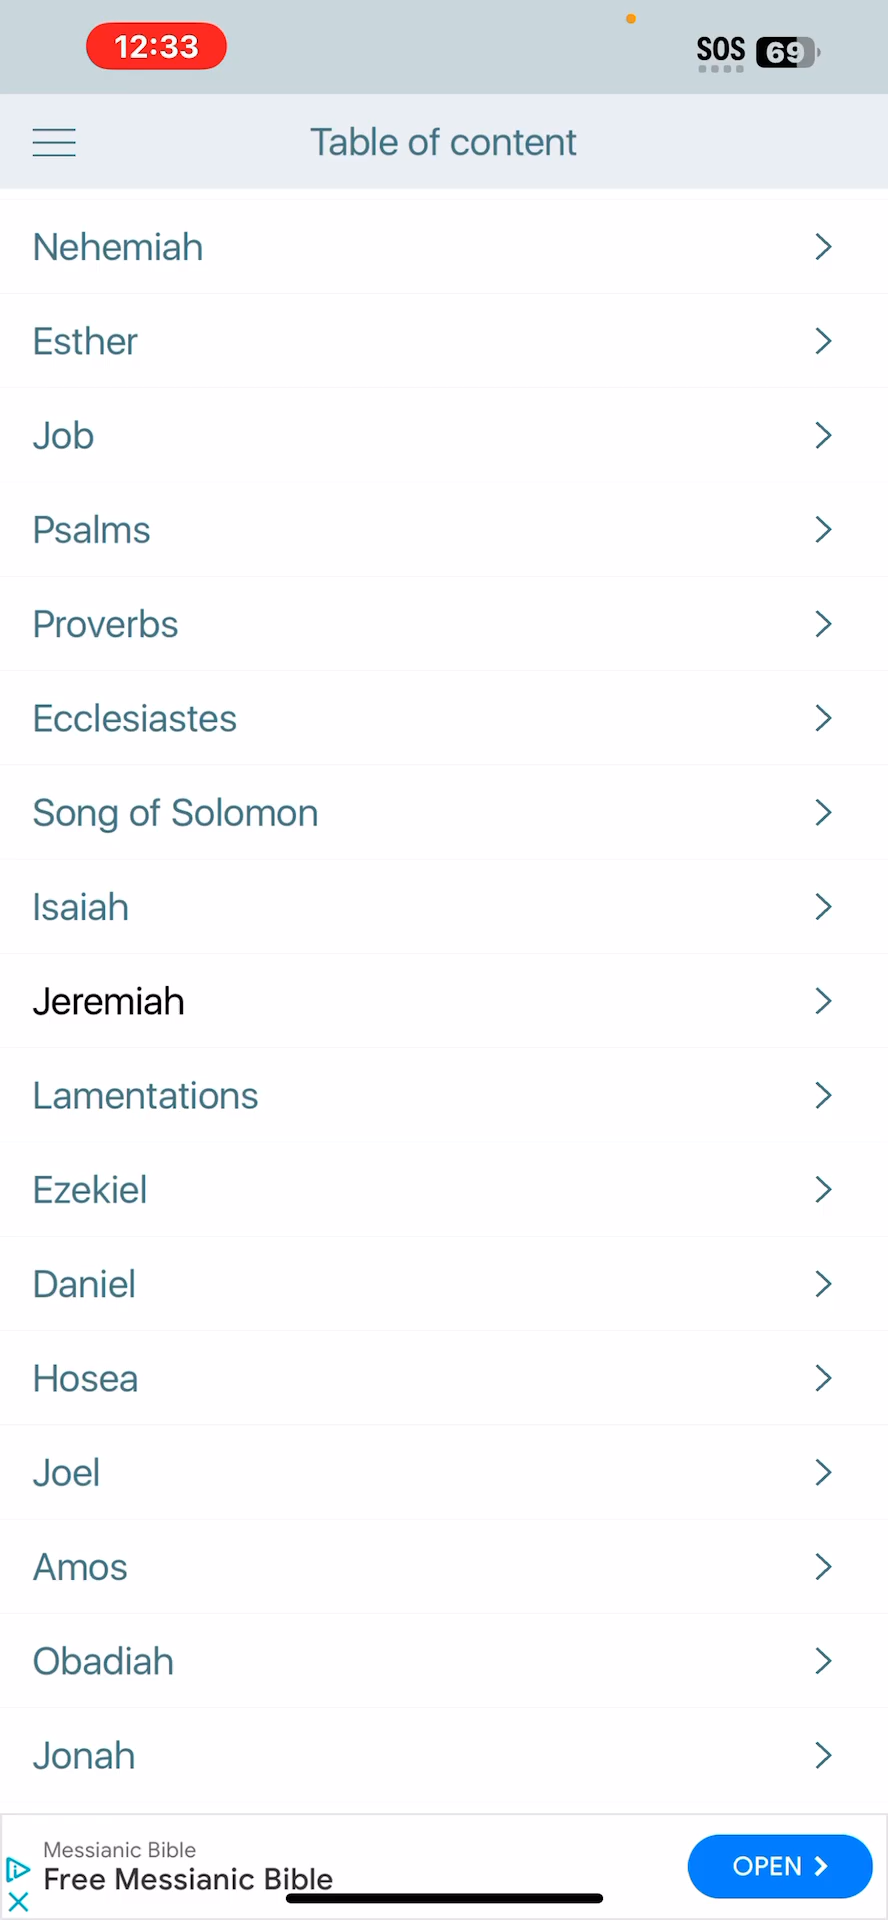 12:33
SOS 69
Table of content
Nehemiah
Esther
Job
Psalms
Proverbs
Ecclesiastes
Song of Solomon
Isaiah
Jeremiah
Lamentations
Ezekiel
Daniel
Hosea
Joel
Amos
Obadiah
Jonah
Messianic Bible
Free Messianic Bible
OPEN